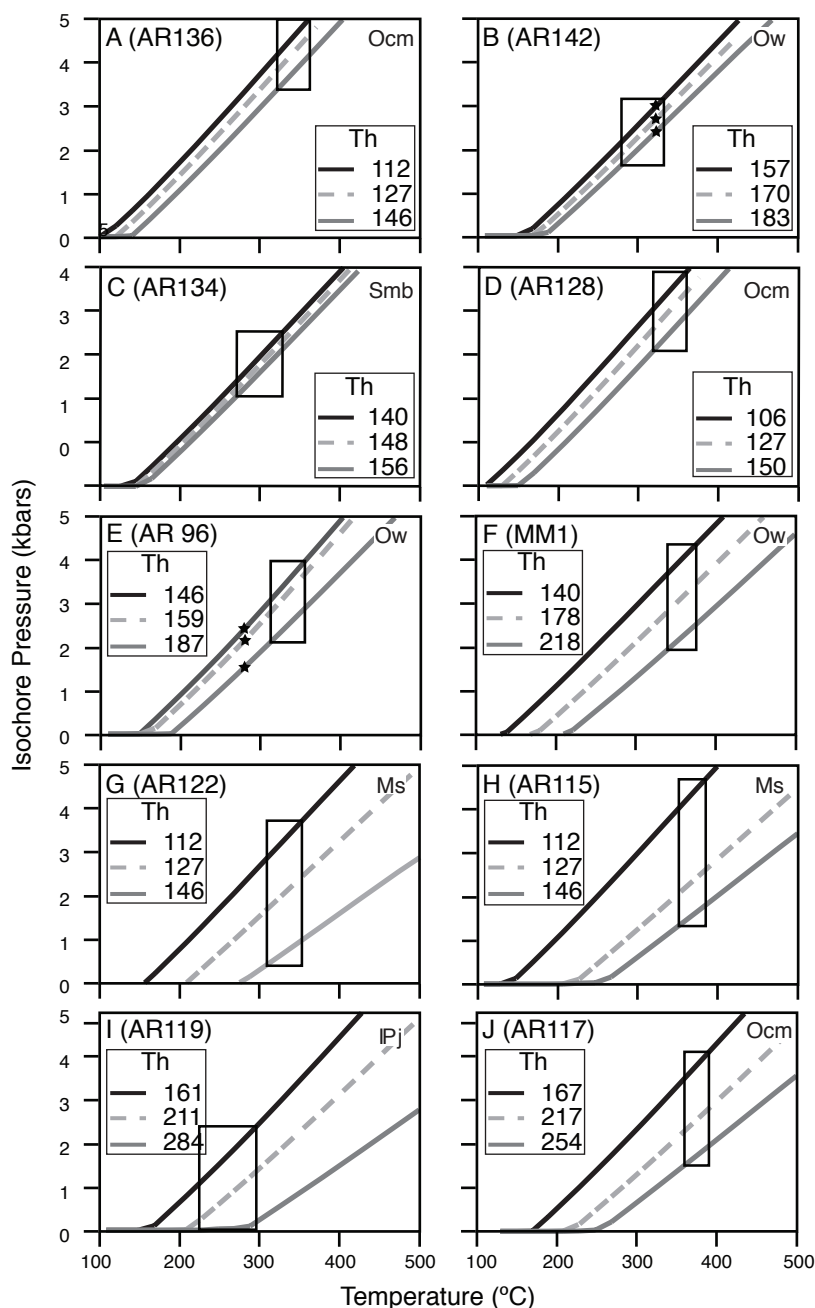 A (AR136) Ocm
5
4
3
2
1
0
5
Th
112
127
146
B (AR142) Ow
Th
157
170
183
C (AR134) Smb
4
3
2
1
0
Th
140
148
156
D (AR128) Ocm
Th
106
127
150
E (AR 96) Ow
5
4
3
2
1
0
Th
146
159
187
F (MM1) Ow
Th
140
178
218
G (AR122) Ms
5
4
3
2
1
0
Th
112
127
146
H (AR115) Ms
Th
112
127
146
I (AR119) IPj
5
4
3
2
1
0
Th
161
211
284
J (AR117) Ocm
Th
167
217
254
100 200 300 400 500
100 200 300 400 500
Isochore Pressure (kbars)
Temperature (ºC)